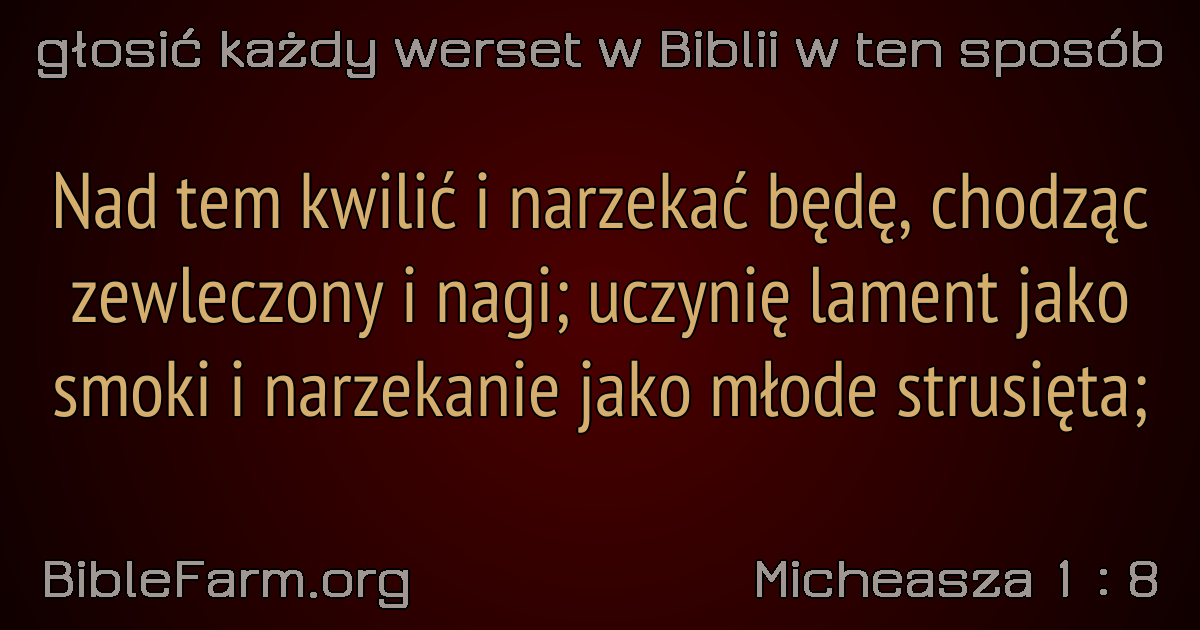 głosić każdy werset w Biblii w ten sposób
Nad tem kwilić i narzekać będę, chodząc
zewleczony i nagi; uczynię lament jako
smoki i narzekanie jako młode strusięta;
BibleFarm.org
Micheasza 1 : 8